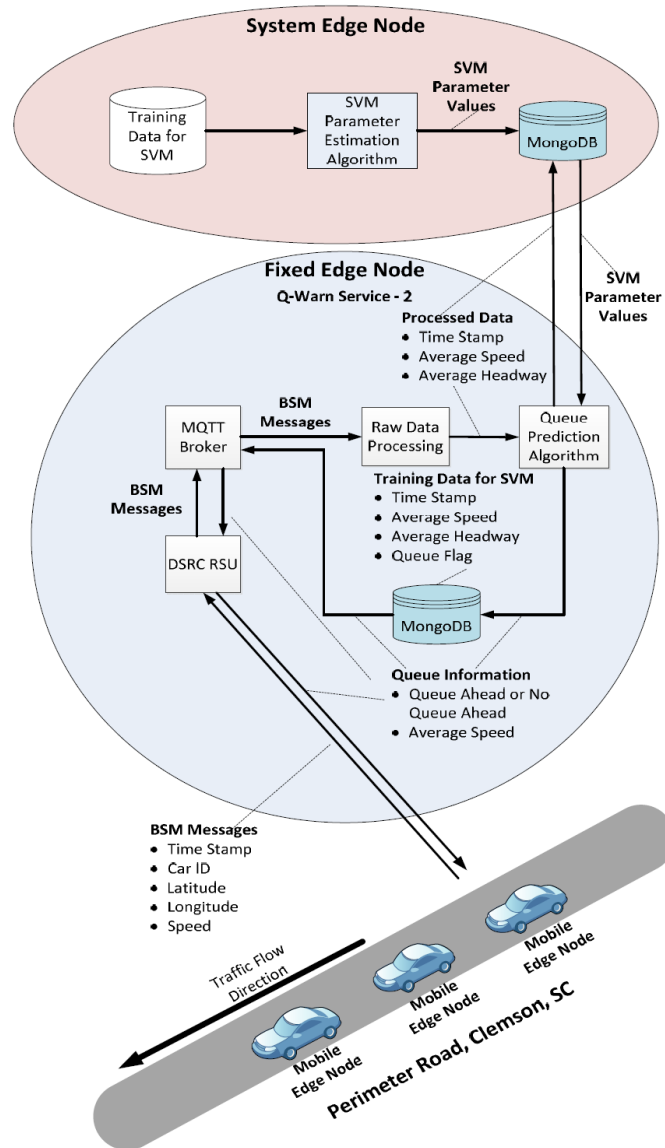 System Edge Node
Training
Data for
SVM
SVM
Parameter
Estimation
Algorithm
SVM
Parameter
Values
MongoDB
Fixed Edge Node
Q-Warn Service - 2
SVM
Parameter
Values
Processed Data
• Time Stamp
• Average Speed
• Average Headway
MQTT
Broker
BSM Messages
Raw Data
Processing
Queue
Prediction
Algorithm
BSM
Messages
Training Data for SVM
• Time Stamp
• Average Speed
• Average Headway
• Queue Flag
DSRC RSU
MongoDB
Queue Information
• Queue Ahead or No
Queue Ahead
• Average Speed
BSM Messages
• Time Stamp
• Car ID
• Latitude
• Longitude
• Speed
Traffic Flow
Direction
Mobile
Edge Node
Mobile
Edge Node
Mobile
Edge Node
Perimeter Road, Clemson, SC